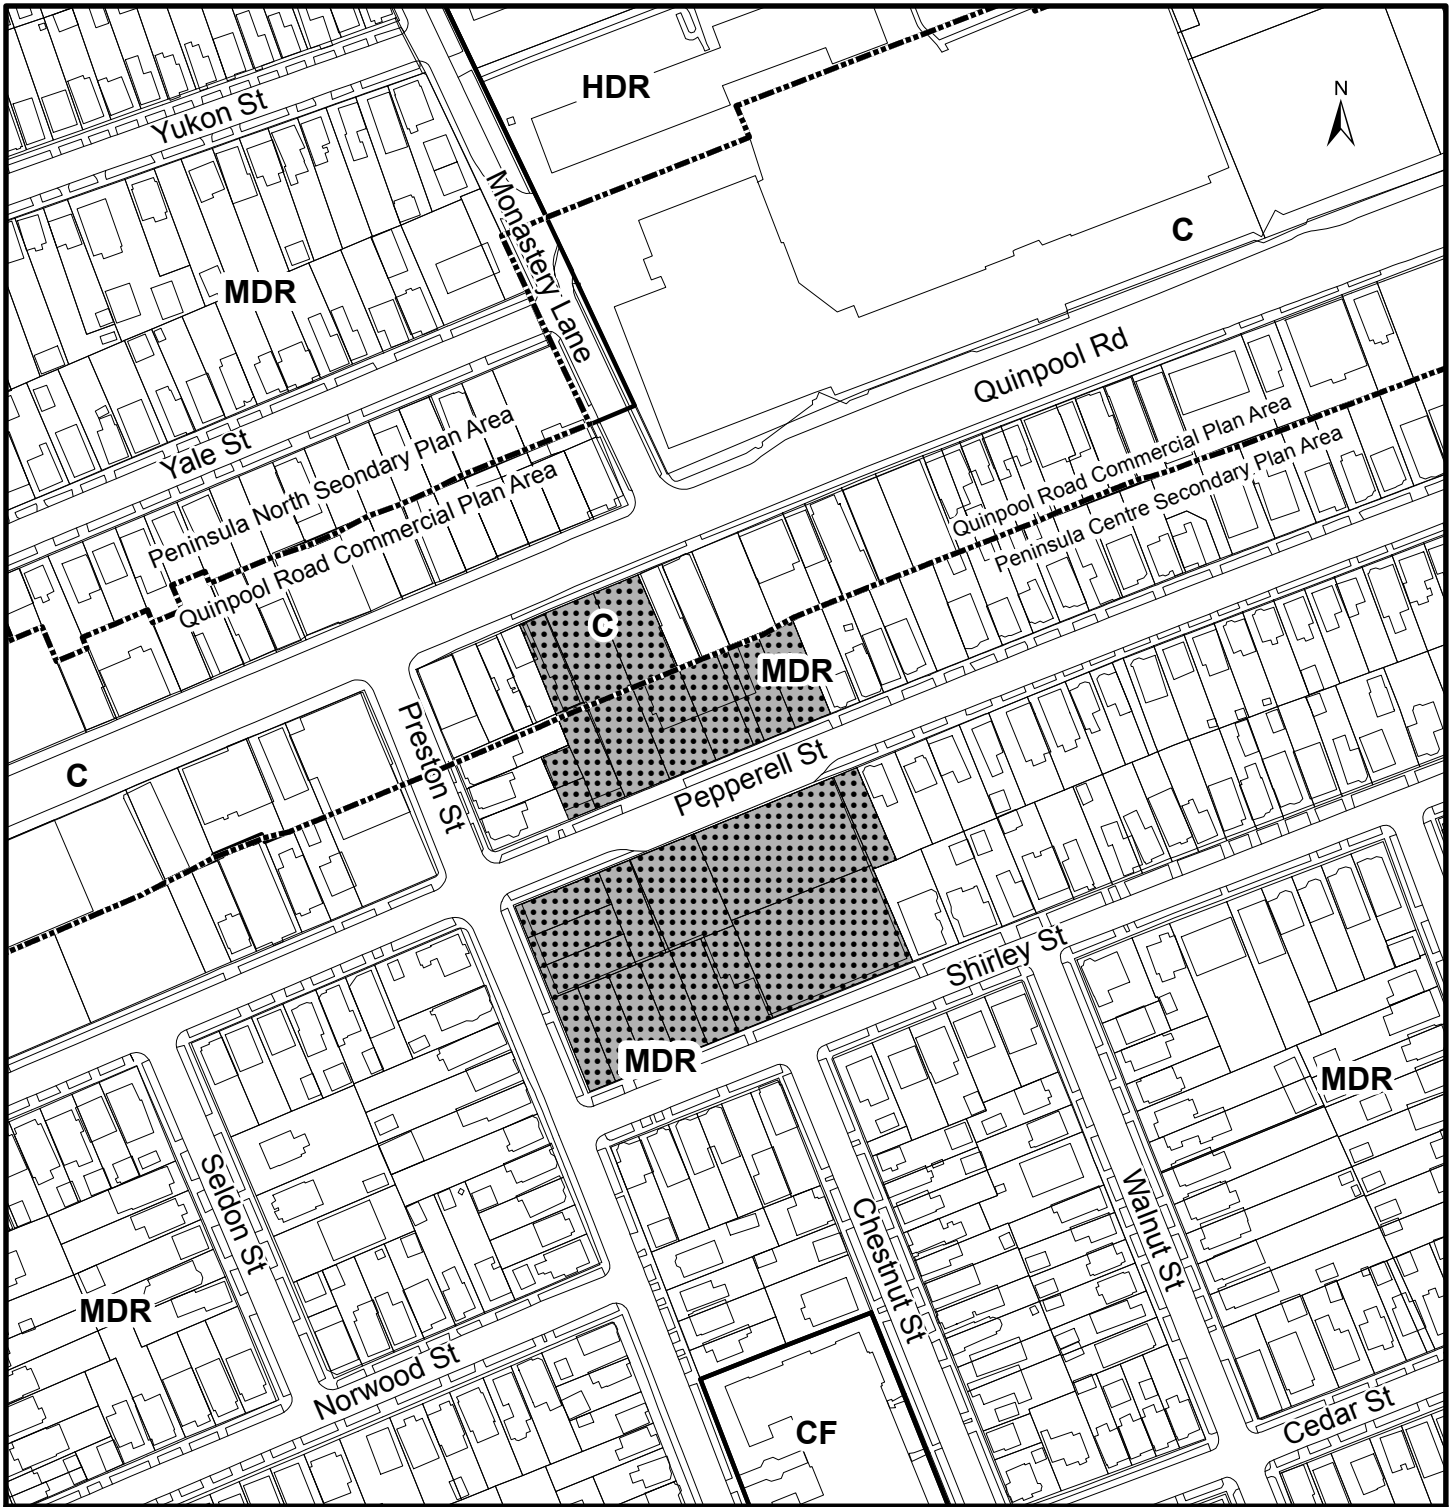 HDR
N
Yukon St
Monastery Lane
C
MDR
Quinpool Rd
Yale St
Peninsula North Seondary Plan Area
Quinpool Road Commercial Plan Area
Quinpool Road Commercial Plan Area
Peninsula Centre Secondary Plan Area
C
MDR
Preston St
C
Pepperell St
Shirley St
MDR
MDR
Seldon St
Chestnut St
Walnut St
MDR
Norwood St
CF
Cedar St